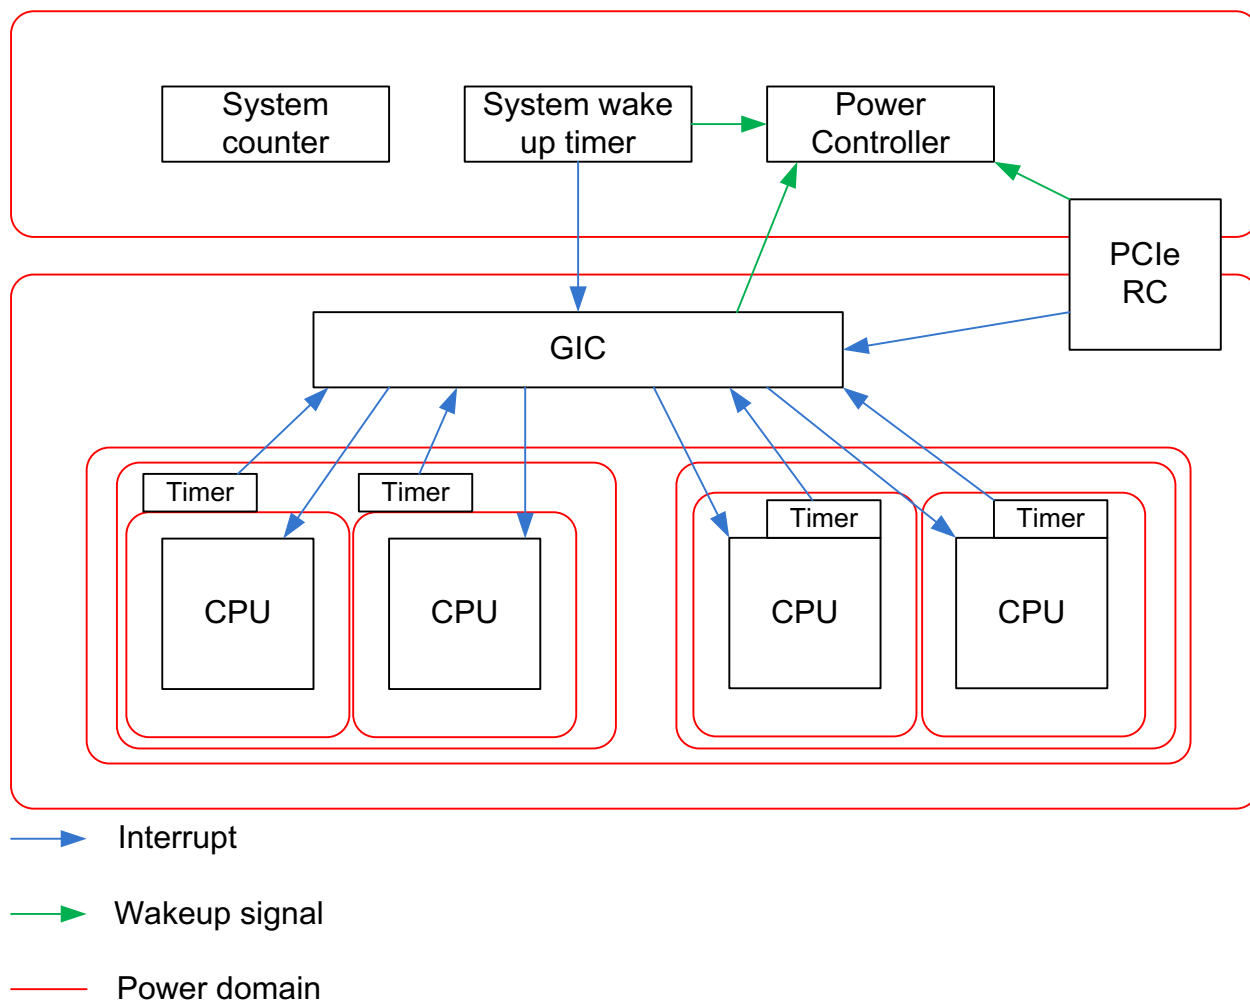 System
counter
System wake
up timer
Power
Controller
PCIe
RC
GIC
Timer
Timer
Timer
Timer
CPU
CPU
CPU
CPU
Interrupt
Wakeup signal
Power domain